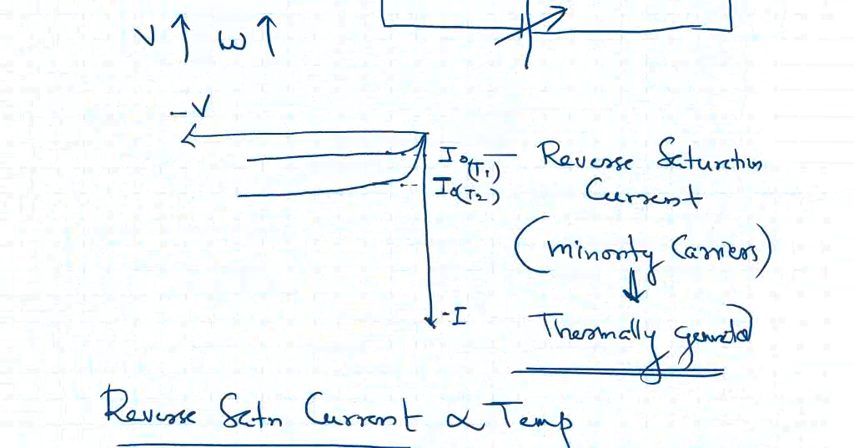 V ↑ W ↑
-V
I₀(T₁) — Reverse Saturation
I₀(T₂) Current
(minority Carriers)
⇓
-I
Thermally generated
Reverse Satn Current ∝ Temp